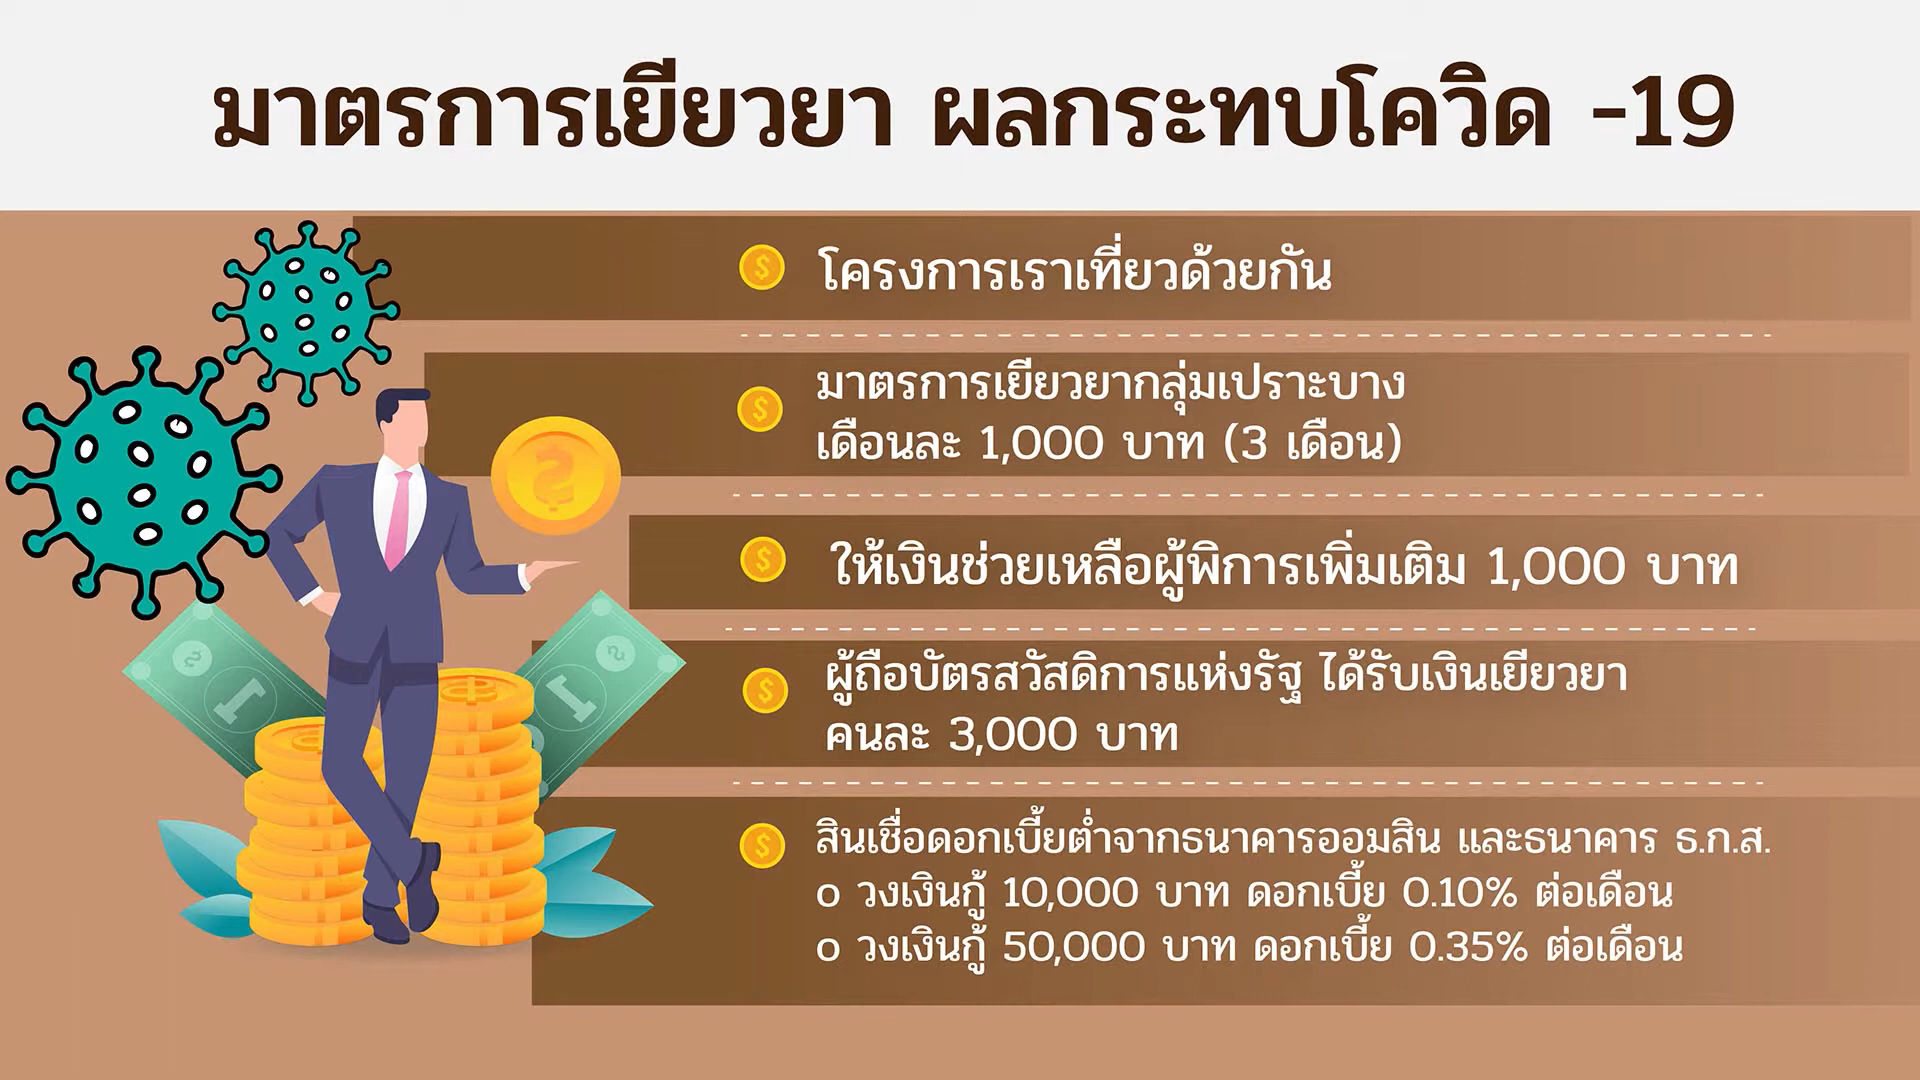 มาตรการเยียวยา ผลกระทบโควิด -19
โครงการเราเที่ยวด้วยกัน
มาตรการเยียวยากลุ่มเปราะบาง
เดือนละ 1,000 บาท (3 เดือน)
ให้เงินช่วยเหลือผู้พิการเพิ่มเติม 1,000 บาท
ผู้ถือบัตรสวัสดิการแห่งรัฐ ได้รับเงินเยียวยา
คนละ 3,000 บาท
สินเชื่อดอกเบี้ยต่ำจากธนาคารออมสิน และธนาคาร ธ.ก.ส.
o วงเงินกู้ 10,000 บาท ดอกเบี้ย 0.10% ต่อเดือน
o วงเงินกู้ 50,000 บาท ดอกเบี้ย 0.35% ต่อเดือน